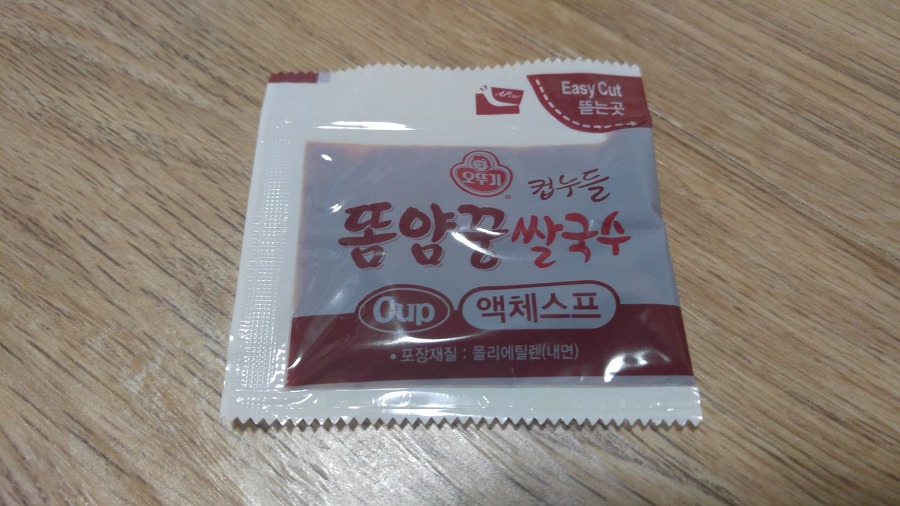 Easy Cut
뜯는곳
오뚜기
컵누들
똠얌꿍 쌀국수
Cup 액체스프
• 포장재질 : 폴리에틸렌(내면)